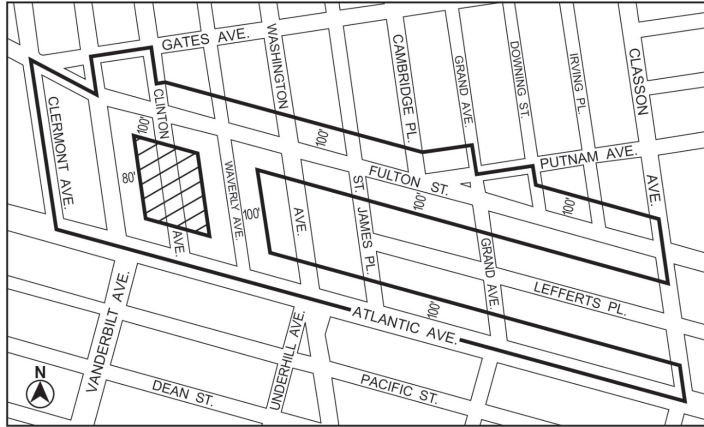 GATES AVE.
WASHINGTON
CAMBRIDGE PL.
GRAND AVE.
DOWNING ST.
IRVING PL.
CLASSON
CLERMONT AVE.
CLINTON
100'
80'
WAVERLY AVE.
100'
100'
FULTON ST.
PUTNAM AVE.
100'
100'
AVE.
AVE.
AVE.
ST. JAMES PL.
GRAND AVE.
LEFFERTS PL.
100'
ATLANTIC AVE.
VANDERBILT AVE.
UNDERHILL AVE.
N
DEAN ST.
PACIFIC ST.